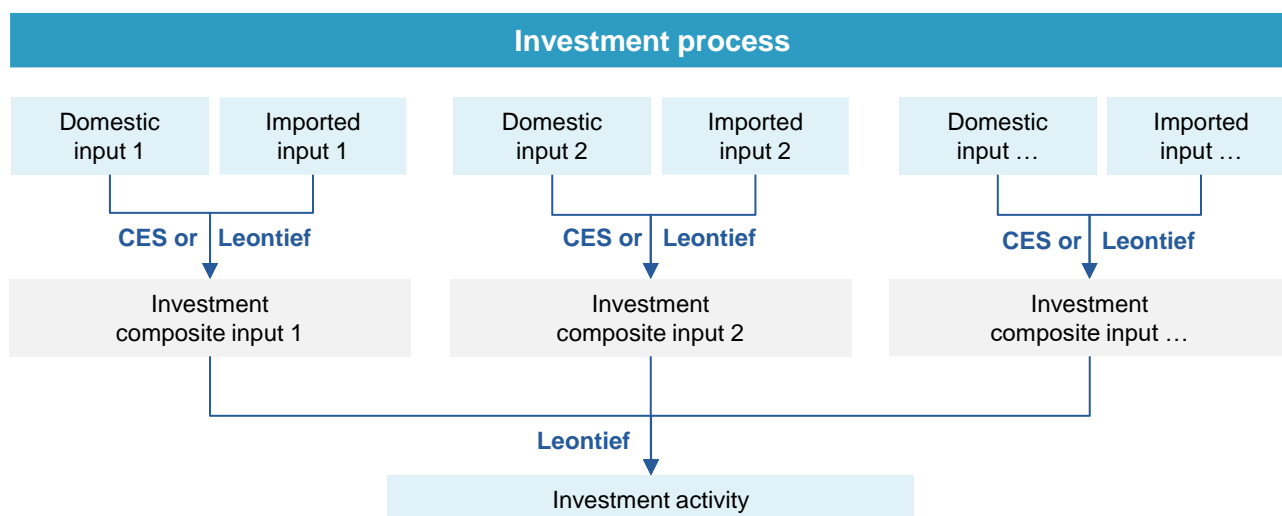 Investment process
Domestic
input 1
Imported
input 1
Domestic
input 2
Imported
input 2
Domestic
input …
Imported
input …
CES or Leontief
CES or Leontief
CES or Leontief
Investment
composite input 1
Investment
composite input 2
Investment
composite input …
Leontief
Investment activity